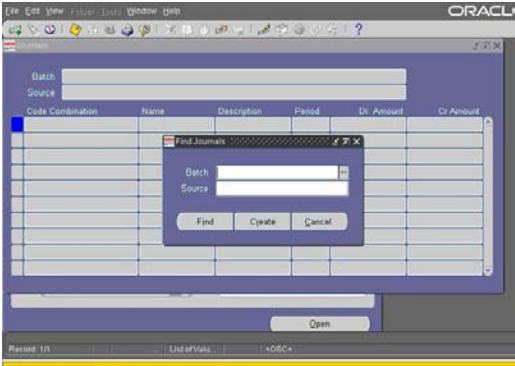 File Edit View Folder Tools Window Help
ORACL
?
Journals
Batch
Source
Code Combination Name Description Period Dr. Amount Cr Amount
Find Journals
Batch
Source
Find Create Cancel
Open
Record: 1/1 ... List of Valu... <OSC>